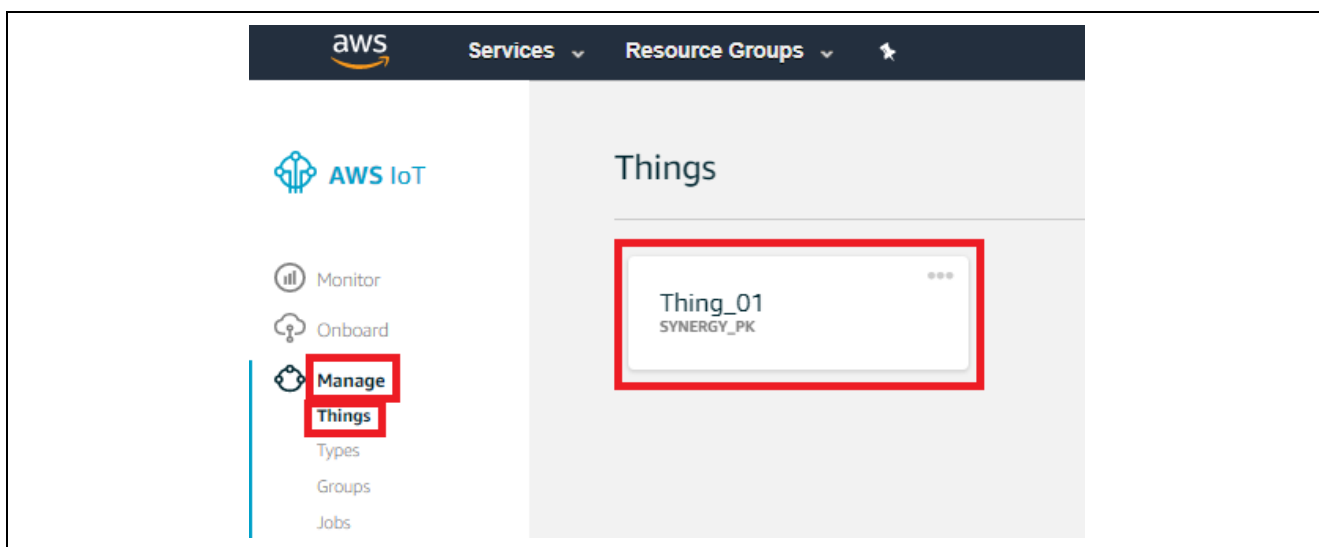 aws Services Resource Groups
AWS IoT
Things
Monitor
Onboard
Manage
Things
Types
Groups
Jobs
Thing_01
SYNERGY_PK